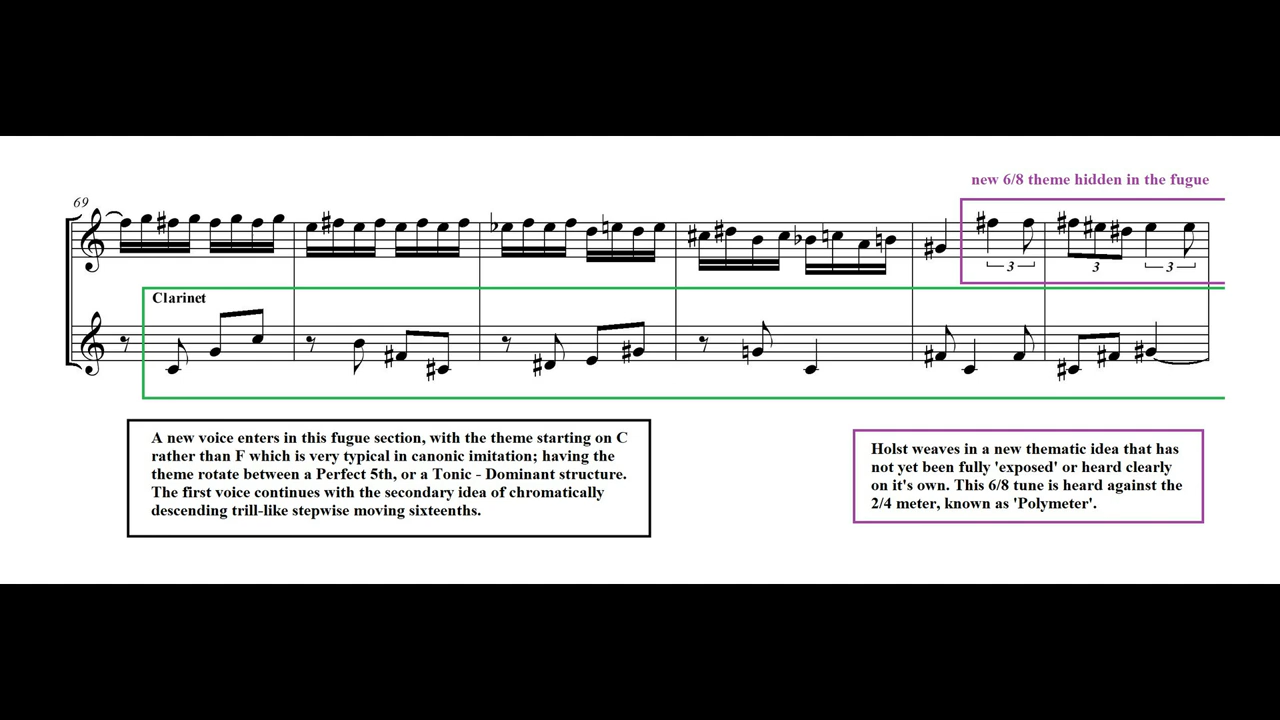 new 6/8 theme hidden in the fugue
69
3
3
3
Clarinet
A new voice enters in this fugue section, with the theme starting on C
rather than F which is very typical in canonic imitation; having the
theme rotate between a Perfect 5th, or a Tonic - Dominant structure.
The first voice continues with the secondary idea of chromatically
descending trill-like stepwise moving sixteenths.
Holst weaves in a new thematic idea that has
not yet been fully 'exposed' or heard clearly
on it's own. This 6/8 tune is heard against the
2/4 meter, known as 'Polymeter'.